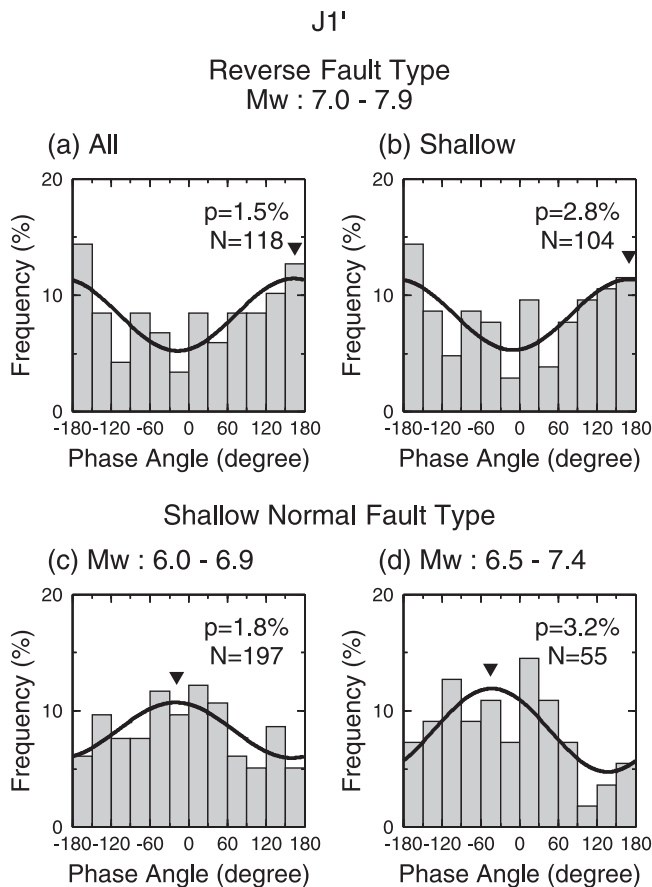 J1'
Reverse Fault Type
Mw : 7.0 - 7.9
(a) All
(b) Shallow
20
10
0
Frequency (%)
p=1.5%
N=118
-180-120 -60 0 60 120 180
Phase Angle (degree)
20
10
0
Frequency (%)
p=2.8%
N=104
-180-120 -60 0 60 120 180
Phase Angle (degree)
Shallow Normal Fault Type
(c) Mw : 6.0 - 6.9
(d) Mw : 6.5 - 7.4
20
10
0
Frequency (%)
p=1.8%
N=197
-180-120 -60 0 60 120 180
Phase Angle (degree)
20
10
0
Frequency (%)
p=3.2%
N=55
-180-120 -60 0 60 120 180
Phase Angle (degree)